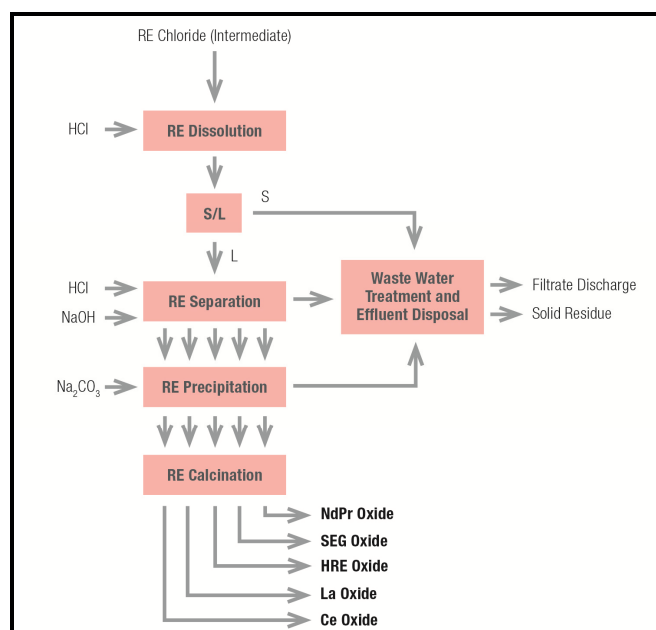 RE Chloride (Intermediate)
HCl
RE Dissolution
S
S/L
L
HCl
NaOH
RE Separation
Waste Water
Treatment and
Effluent Disposal
Filtrate Discharge
Solid Residue
Na₂CO₃
RE Precipitation
RE Calcination
NdPr Oxide
SEG Oxide
HRE Oxide
La Oxide
Ce Oxide